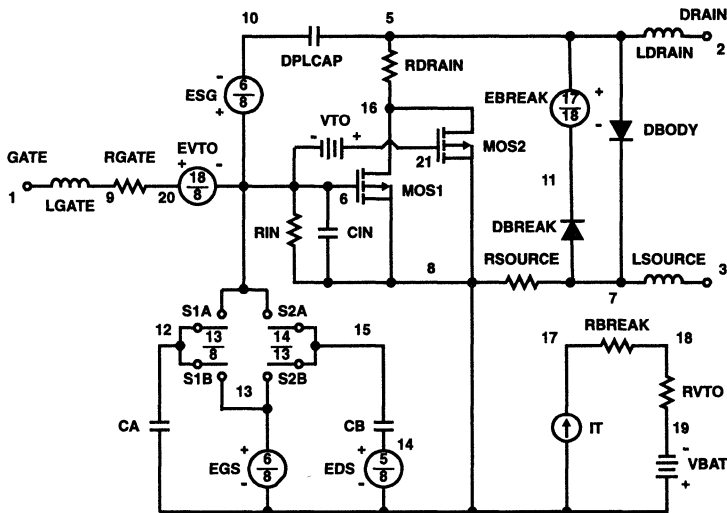 10
5
DRAIN
2
DPLCAP
LDRAIN
RDRAIN
-
6
8
ESG
+
16
EBREAK
17
18
+
-
DBODY
VTO
- +
21
MOS2
GATE
1
LGATE
RGATE
9
20
EVTO
+ -
18
8
6
MOS1
11
RIN
CIN
DBREAK
8
RSOURCE
LSOURCE
3
7
S1A
S2A
12
13
8
14
13
15
S1B
S2B
13
17
RBREAK
18
RVTO
CA
CB
14
IT
19
-
VBAT
+
EGS
+
6
8
-
EDS
+
5
8
-